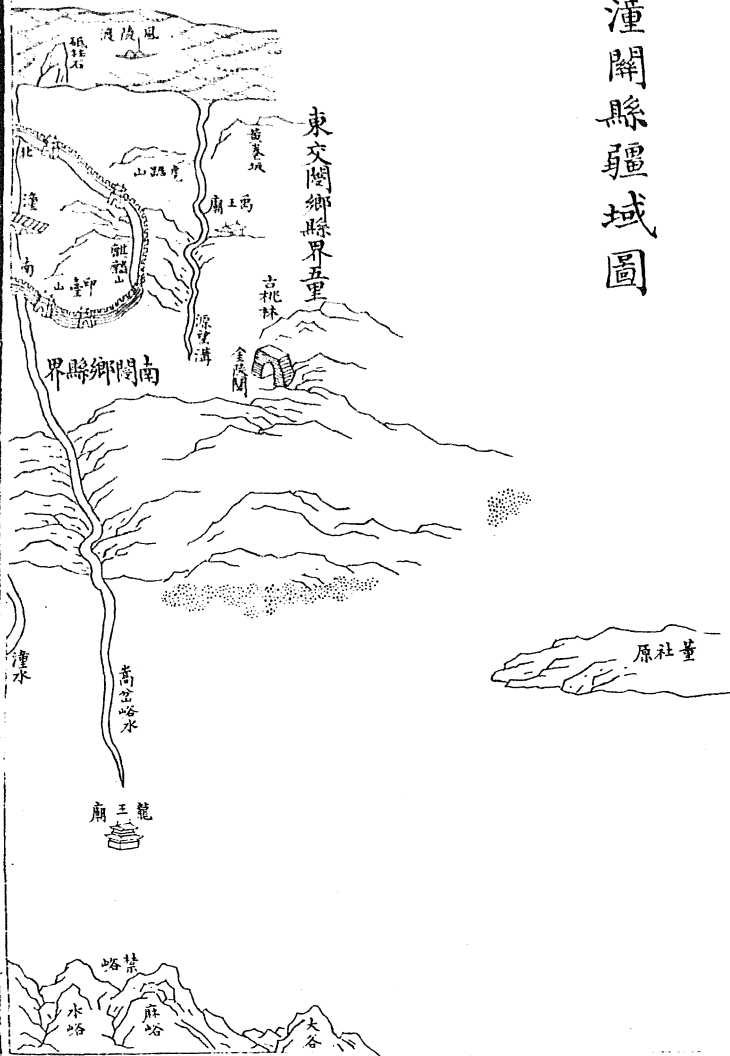 潼關縣疆域圖
風陵渡
砥柱石
東交閿鄉縣界五里
黃巷坡
虎踞山
禹王廟
北
潼
南
麒麟山
印臺山
古桃林
源望溝
金陡關
南閿鄉縣界
董社原
潼水
蒿岔峪水
龍王廟
禁峪
水峪
麻峪
大谷